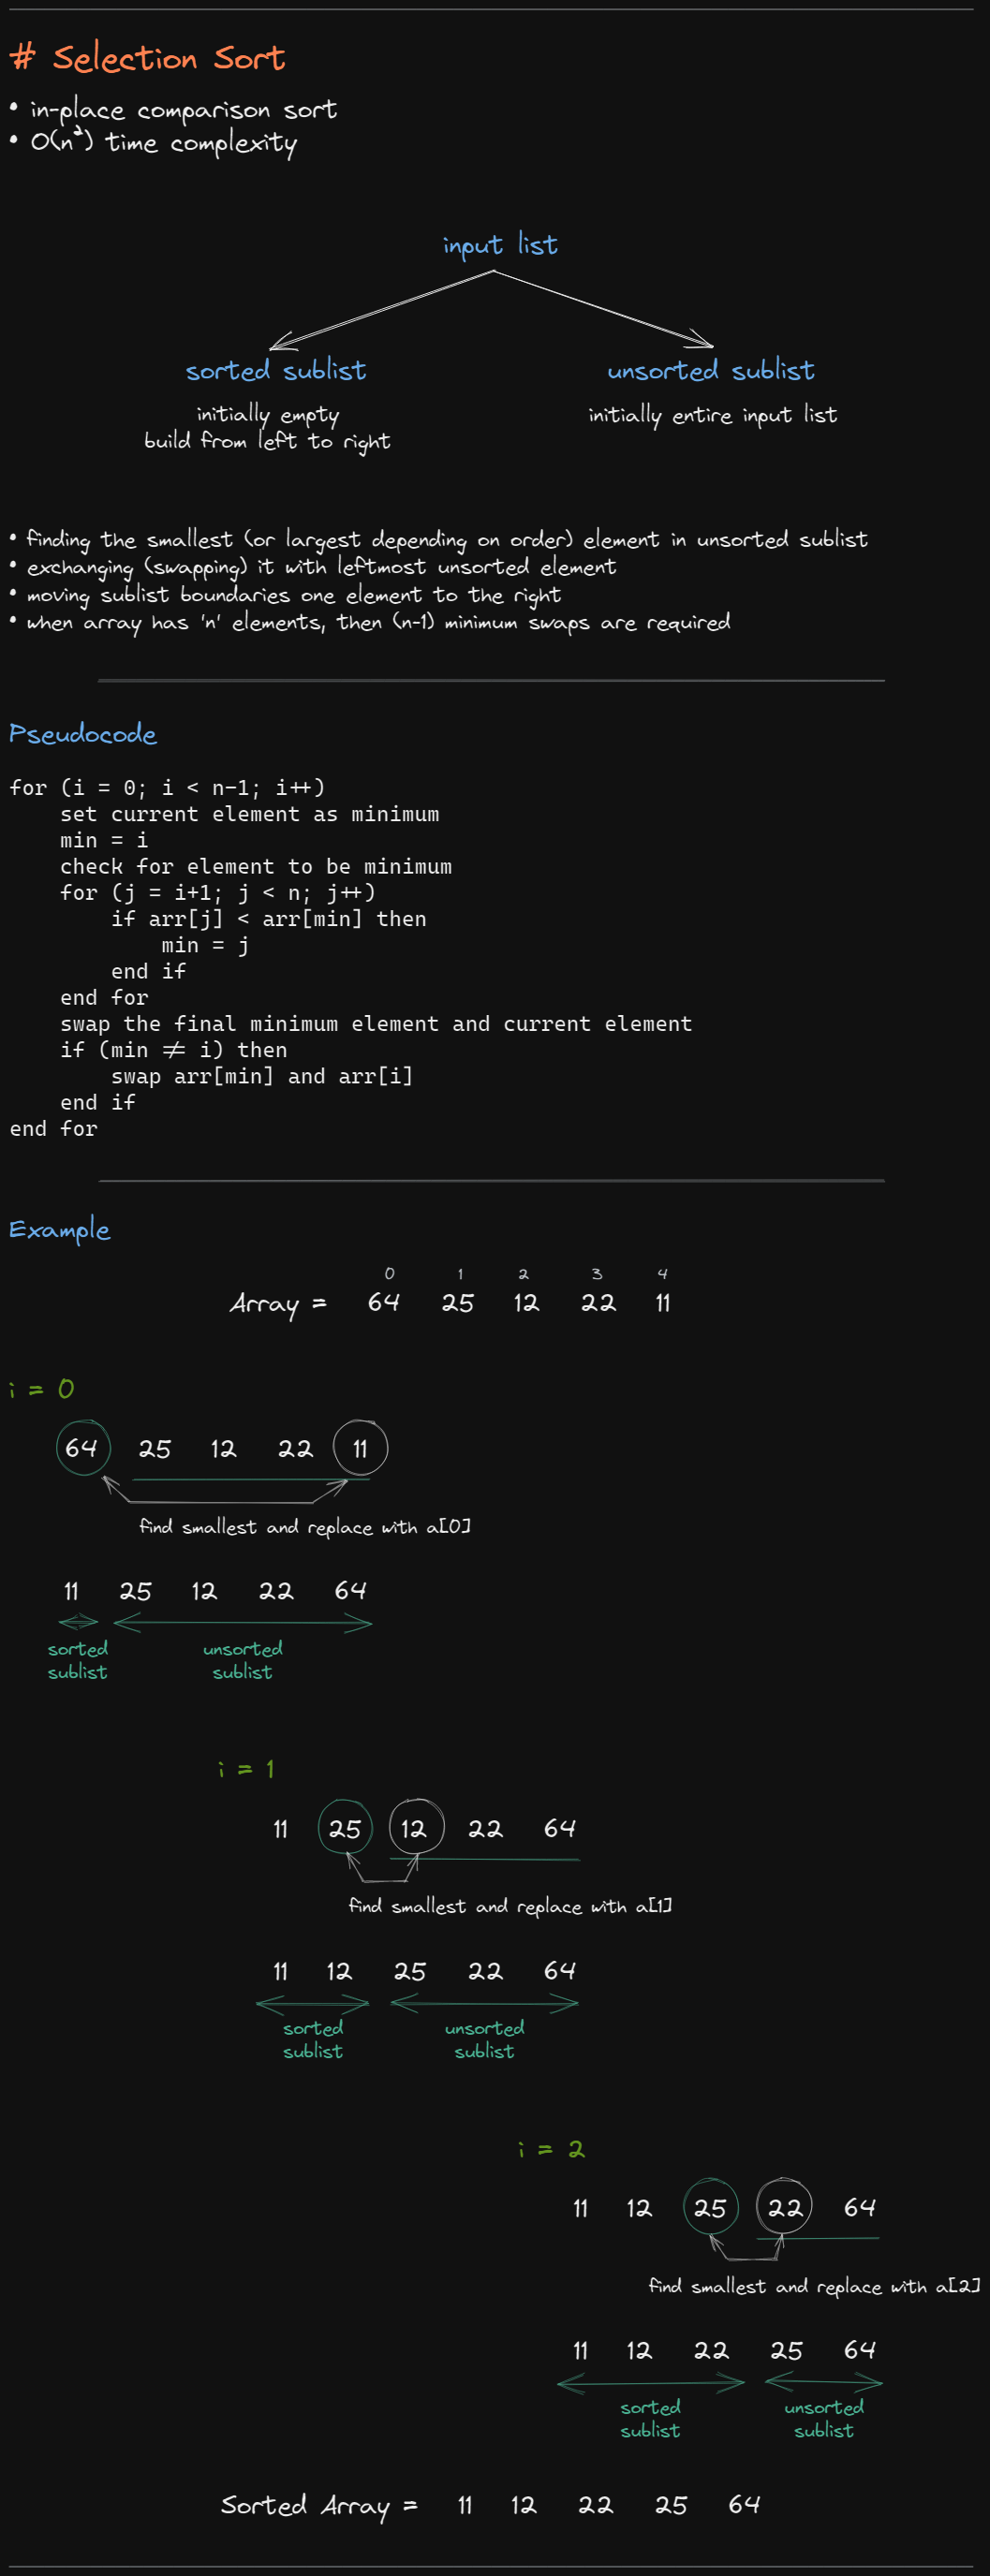 # Selection Sort
• in-place comparison sort
• O(n²) time complexity
input list
sorted sublist
initially empty
build from left to right
unsorted sublist
initially entire input list
• finding the smallest (or largest depending on order) element in unsorted sublist
• exchanging (swapping) it with leftmost unsorted element
• moving sublist boundaries one element to the right
• when array has 'n' elements, then (n-1) minimum swaps are required
Pseudocode
for (i = 0; i < n-1; i++)
    set current element as minimum
    min = i
    check for element to be minimum
    for (j = i+1; j < n; j++)
        if arr[j] < arr[min] then
            min = j
        end if
    end for
    swap the final minimum element and current element
    if (min ≠ i) then
        swap arr[min] and arr[i]
    end if
end for
Example
0 1 2 3 4
Array = 64 25 12 22 11
i = 0
64 25 12 22 11
find smallest and replace with a[0]
11 25 12 22 64
sorted
sublist
unsorted
sublist
i = 1
11 25 12 22 64
find smallest and replace with a[1]
11 12 25 22 64
sorted
sublist
unsorted
sublist
i = 2
11 12 25 22 64
find smallest and replace with a[2]
11 12 22 25 64
sorted
sublist
unsorted
sublist
Sorted Array = 11 12 22 25 64